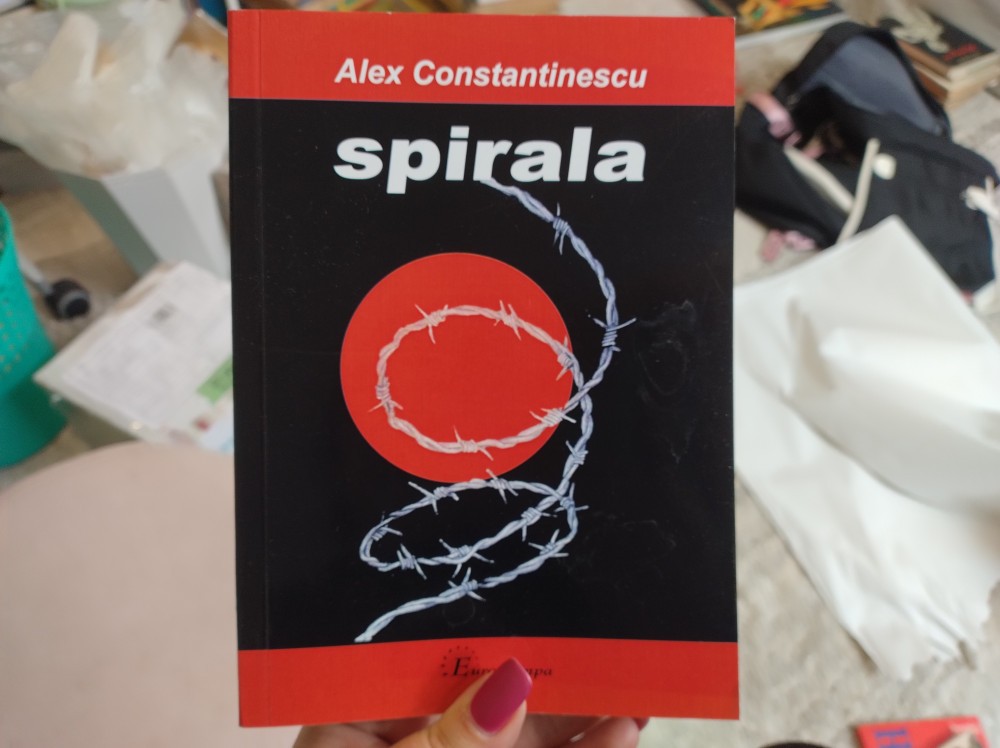 Alex Constantinescu
spirala